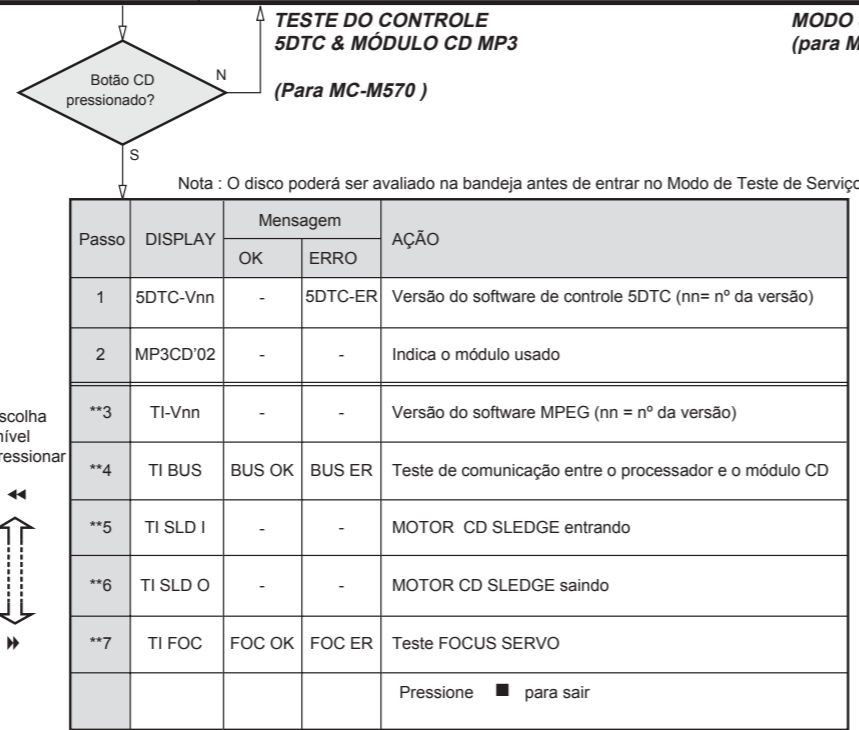 TESTE DO CONTROLE
5DTC & MÓDULO CD MP3
(Para MC-M570 )
MODO
(para M
Botão CD
pressionado?
N
S
Nota : O disco poderá ser avaliado na bandeja antes de entrar no Modo de Teste de Serviço
Passo DISPLAY Mensagem AÇÃO
OK ERRO
1 5DTC-Vnn - 5DTC-ER Versão do software de controle 5DTC (nn= nº da versão)
2 MP3CD'02 - - Indica o módulo usado
**3 TI-Vnn - - Versão do software MPEG (nn = nº da versão)
**4 TI BUS BUS OK BUS ER Teste de comunicação entre o processador e o módulo CD
**5 TI SLD I - - MOTOR CD SLEDGE entrando
**6 TI SLD O - - MOTOR CD SLEDGE saindo
**7 TI FOC FOC OK FOC ER Teste FOCUS SERVO
Pressione ■ para sair
scolha
nível
ressionar